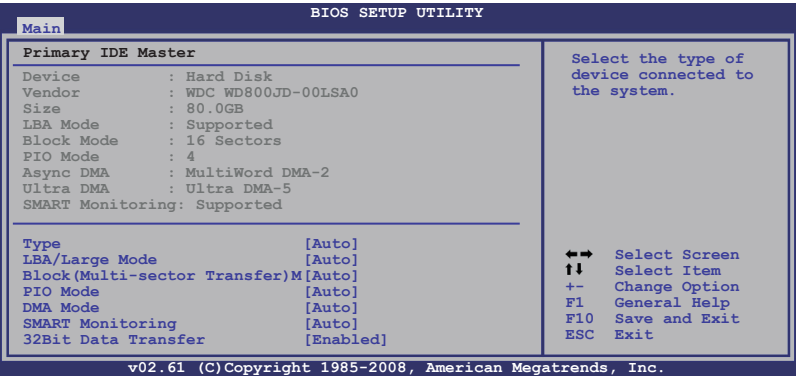 BIOS SETUP UTILITY
Main
Primary IDE Master
Device : Hard Disk
Vendor : WDC WD800JD-00LSA0
Size : 80.0GB
LBA Mode : Supported
Block Mode : 16 Sectors
PIO Mode : 4
Async DMA : MultiWord DMA-2
Ultra DMA : Ultra DMA-5
SMART Monitoring: Supported
Type [Auto]
LBA/Large Mode [Auto]
Block(Multi-sector Transfer)M[Auto]
PIO Mode [Auto]
DMA Mode [Auto]
SMART Monitoring [Auto]
32Bit Data Transfer [Enabled]
Select the type of
device connected to
the system.
←→ Select Screen
↑↓ Select Item
+- Change Option
F1 General Help
F10 Save and Exit
ESC Exit
v02.61 (C)Copyright 1985-2008, American Megatrends, Inc.